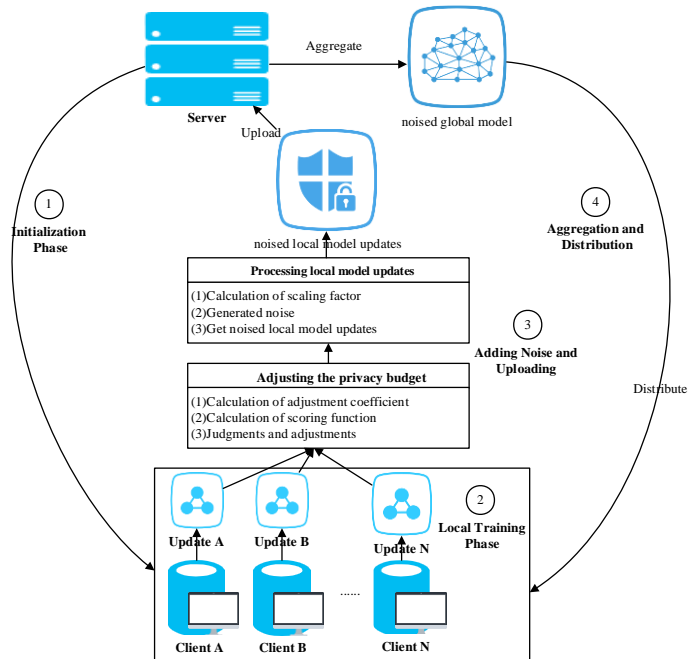 Aggregate
Server
noised global model
Upload
1
Initialization
Phase
4
Aggregation and
Distribution
noised local model updates
Processing local model updates
(1)Calculation of scaling factor
(2)Generated noise
(3)Get noised local model updates
3
Adding Noise and
Uploading
Adjusting the privacy budget
(1)Calculation of adjustment coefficient
(2)Calculation of scoring function
(3)Judgments and adjustments
Distribute
2
Local Training
Phase
Update A
Update B
Update N
......
Client A
Client B
Client N